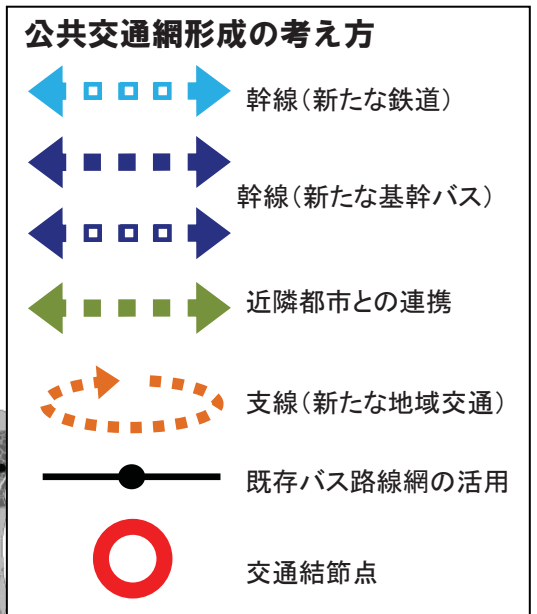 公共交通網形成の考え方
幹線（新たな鉄道）
幹線（新たな基幹バス）
近隣都市との連携
支線（新たな地域交通）
既存バス路線網の活用
交通結節点